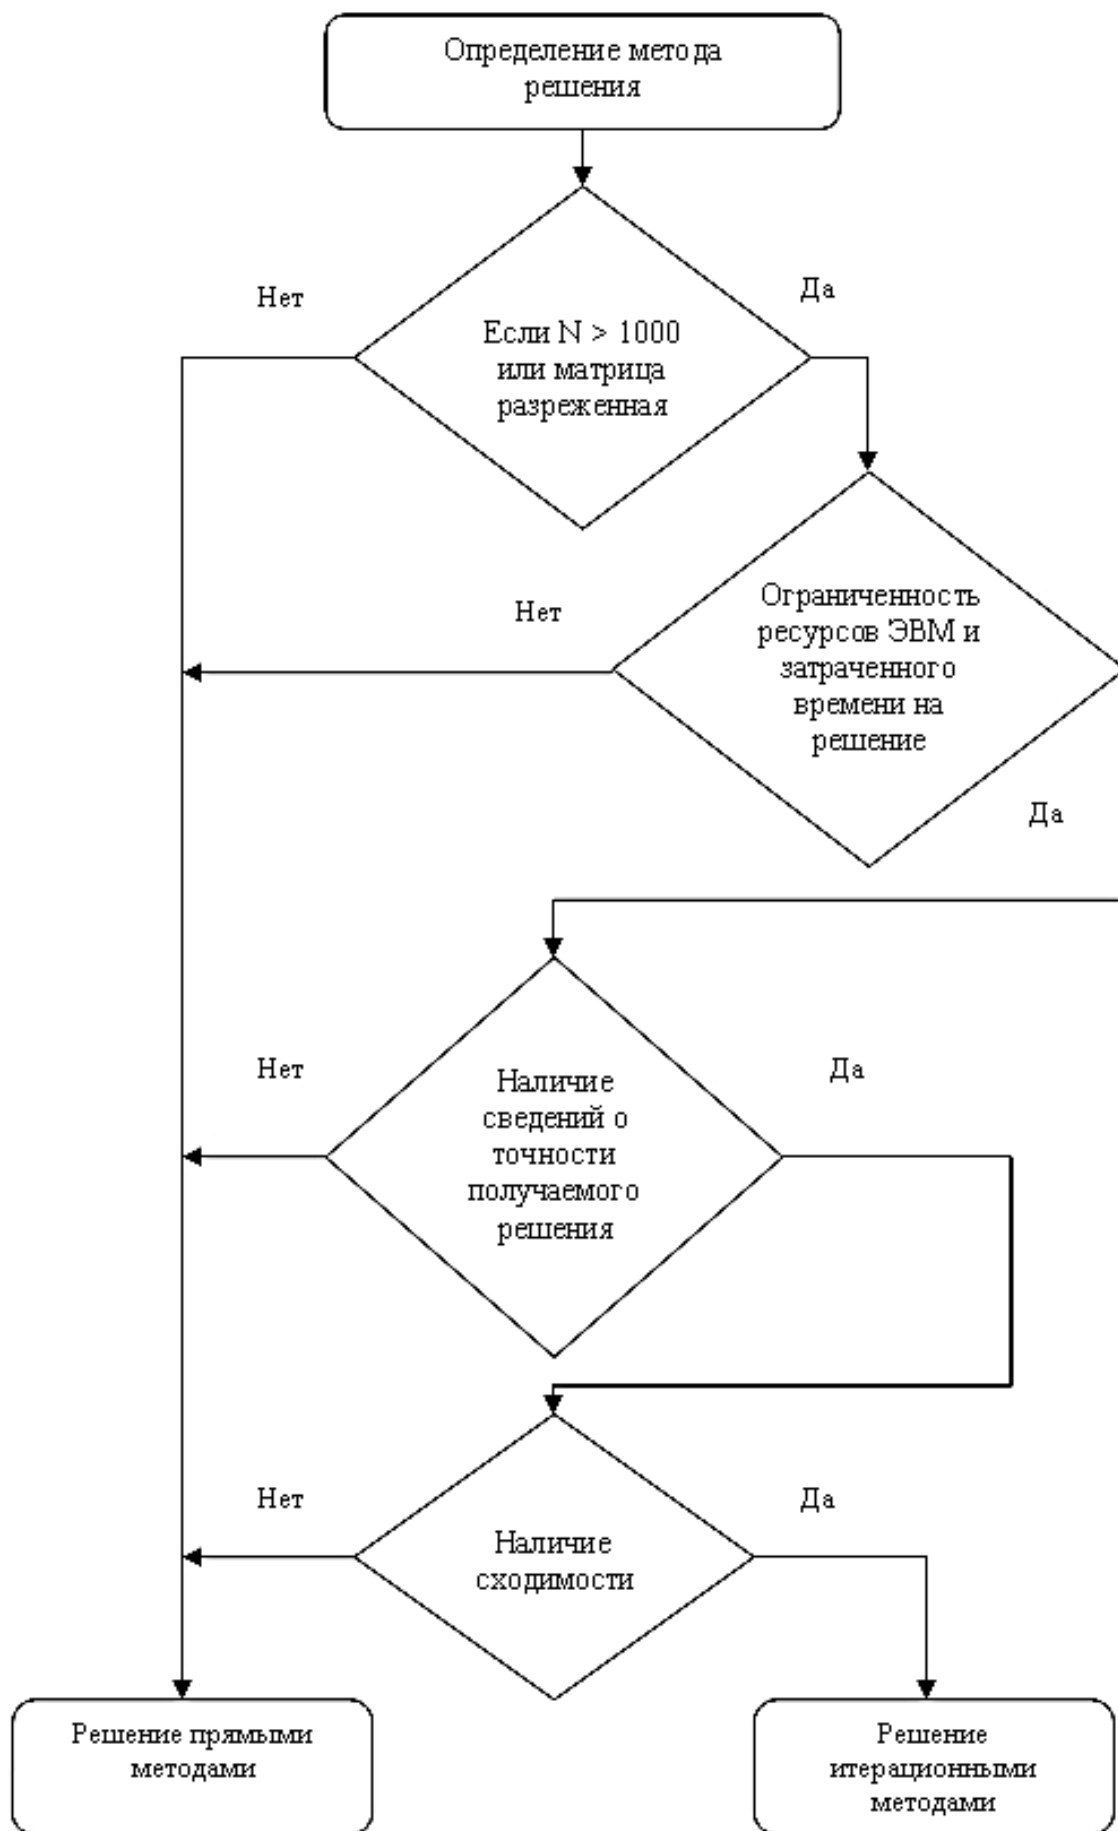 Определение метода
решения
Нет
Да
Если N > 1000
или матрица
разреженная
Нет
Ограниченность
ресурсов ЭВМ и
затраченного
времени на
решение
Да
Нет
Да
Наличие
сведений о
точности
получаемого
решения
Нет
Да
Наличие
сходимости
Решение прямыми
методами
Решение
итерационными
методами